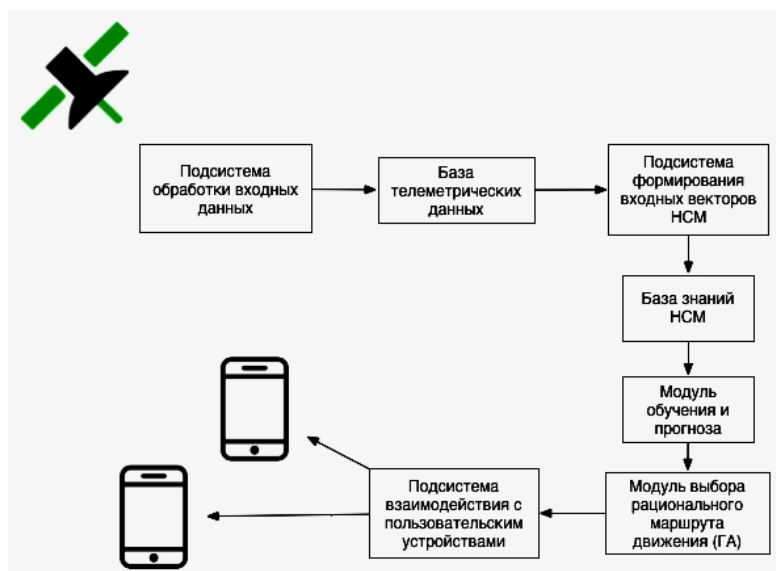 Подсистема
обработки входных
данных
База
телеметрических
данных
Подсистема
формирования
входных векторов
НСМ
База знаний
НСМ
Модуль
обучения и
прогноза
Модуль выбора
рационального
маршрута
движения (ГА)
Подсистема
взаимодействия с
пользовательским
устройствами